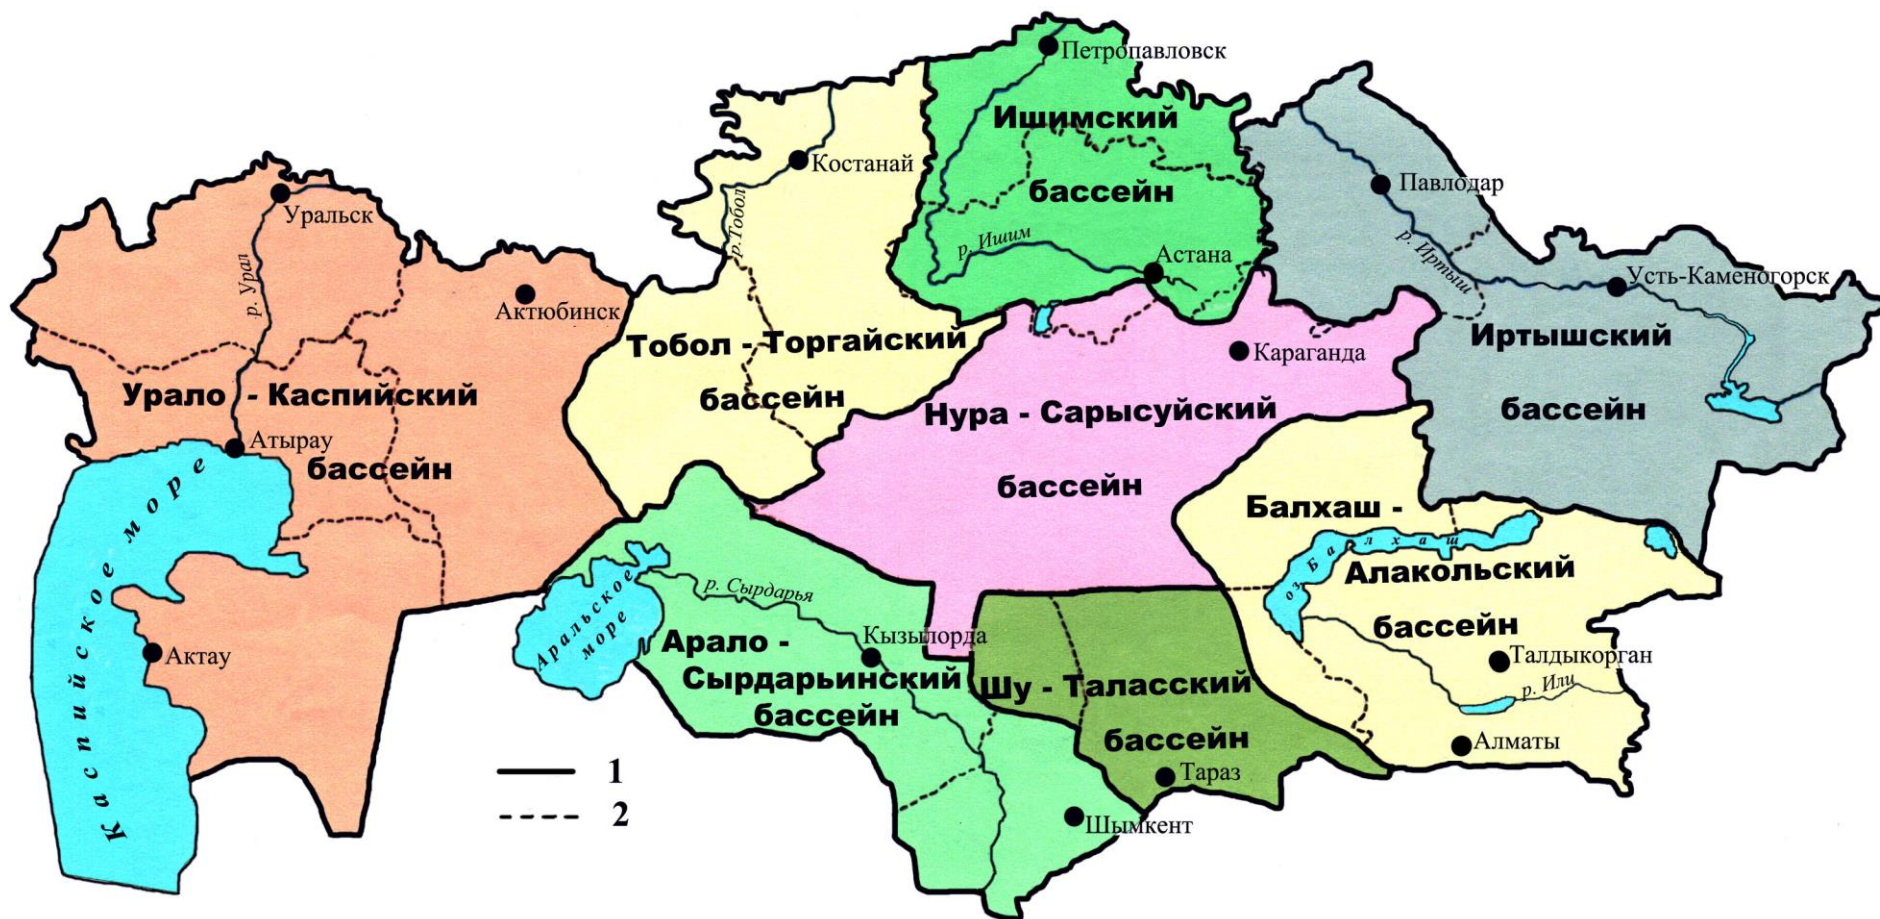 Петропавловск
Ишимский
бассейн
Костанай
р.Тобол
р. Ишим
Астана
Павлодар
р. Иртыш
Усть-Каменогорск
Иртышский
бассейн
Уральск
р. Урал
Актюбинск
Урало - Каспийский
бассейн
Атырау
Каспийское море
Актау
Тобол - Торгайский
бассейн
Караганда
Нура - Сарысуйский
бассейн
Балхаш -
оз. Балхаш
Алакольский
бассейн
Талдыкорган
р. Или
Алматы
Аральское
море
р. Сырдарья
Кызылорда
Арало -
Сырдарьинский
бассейн
Шу - Таласский
бассейн
Тараз
Шымкент
1
2